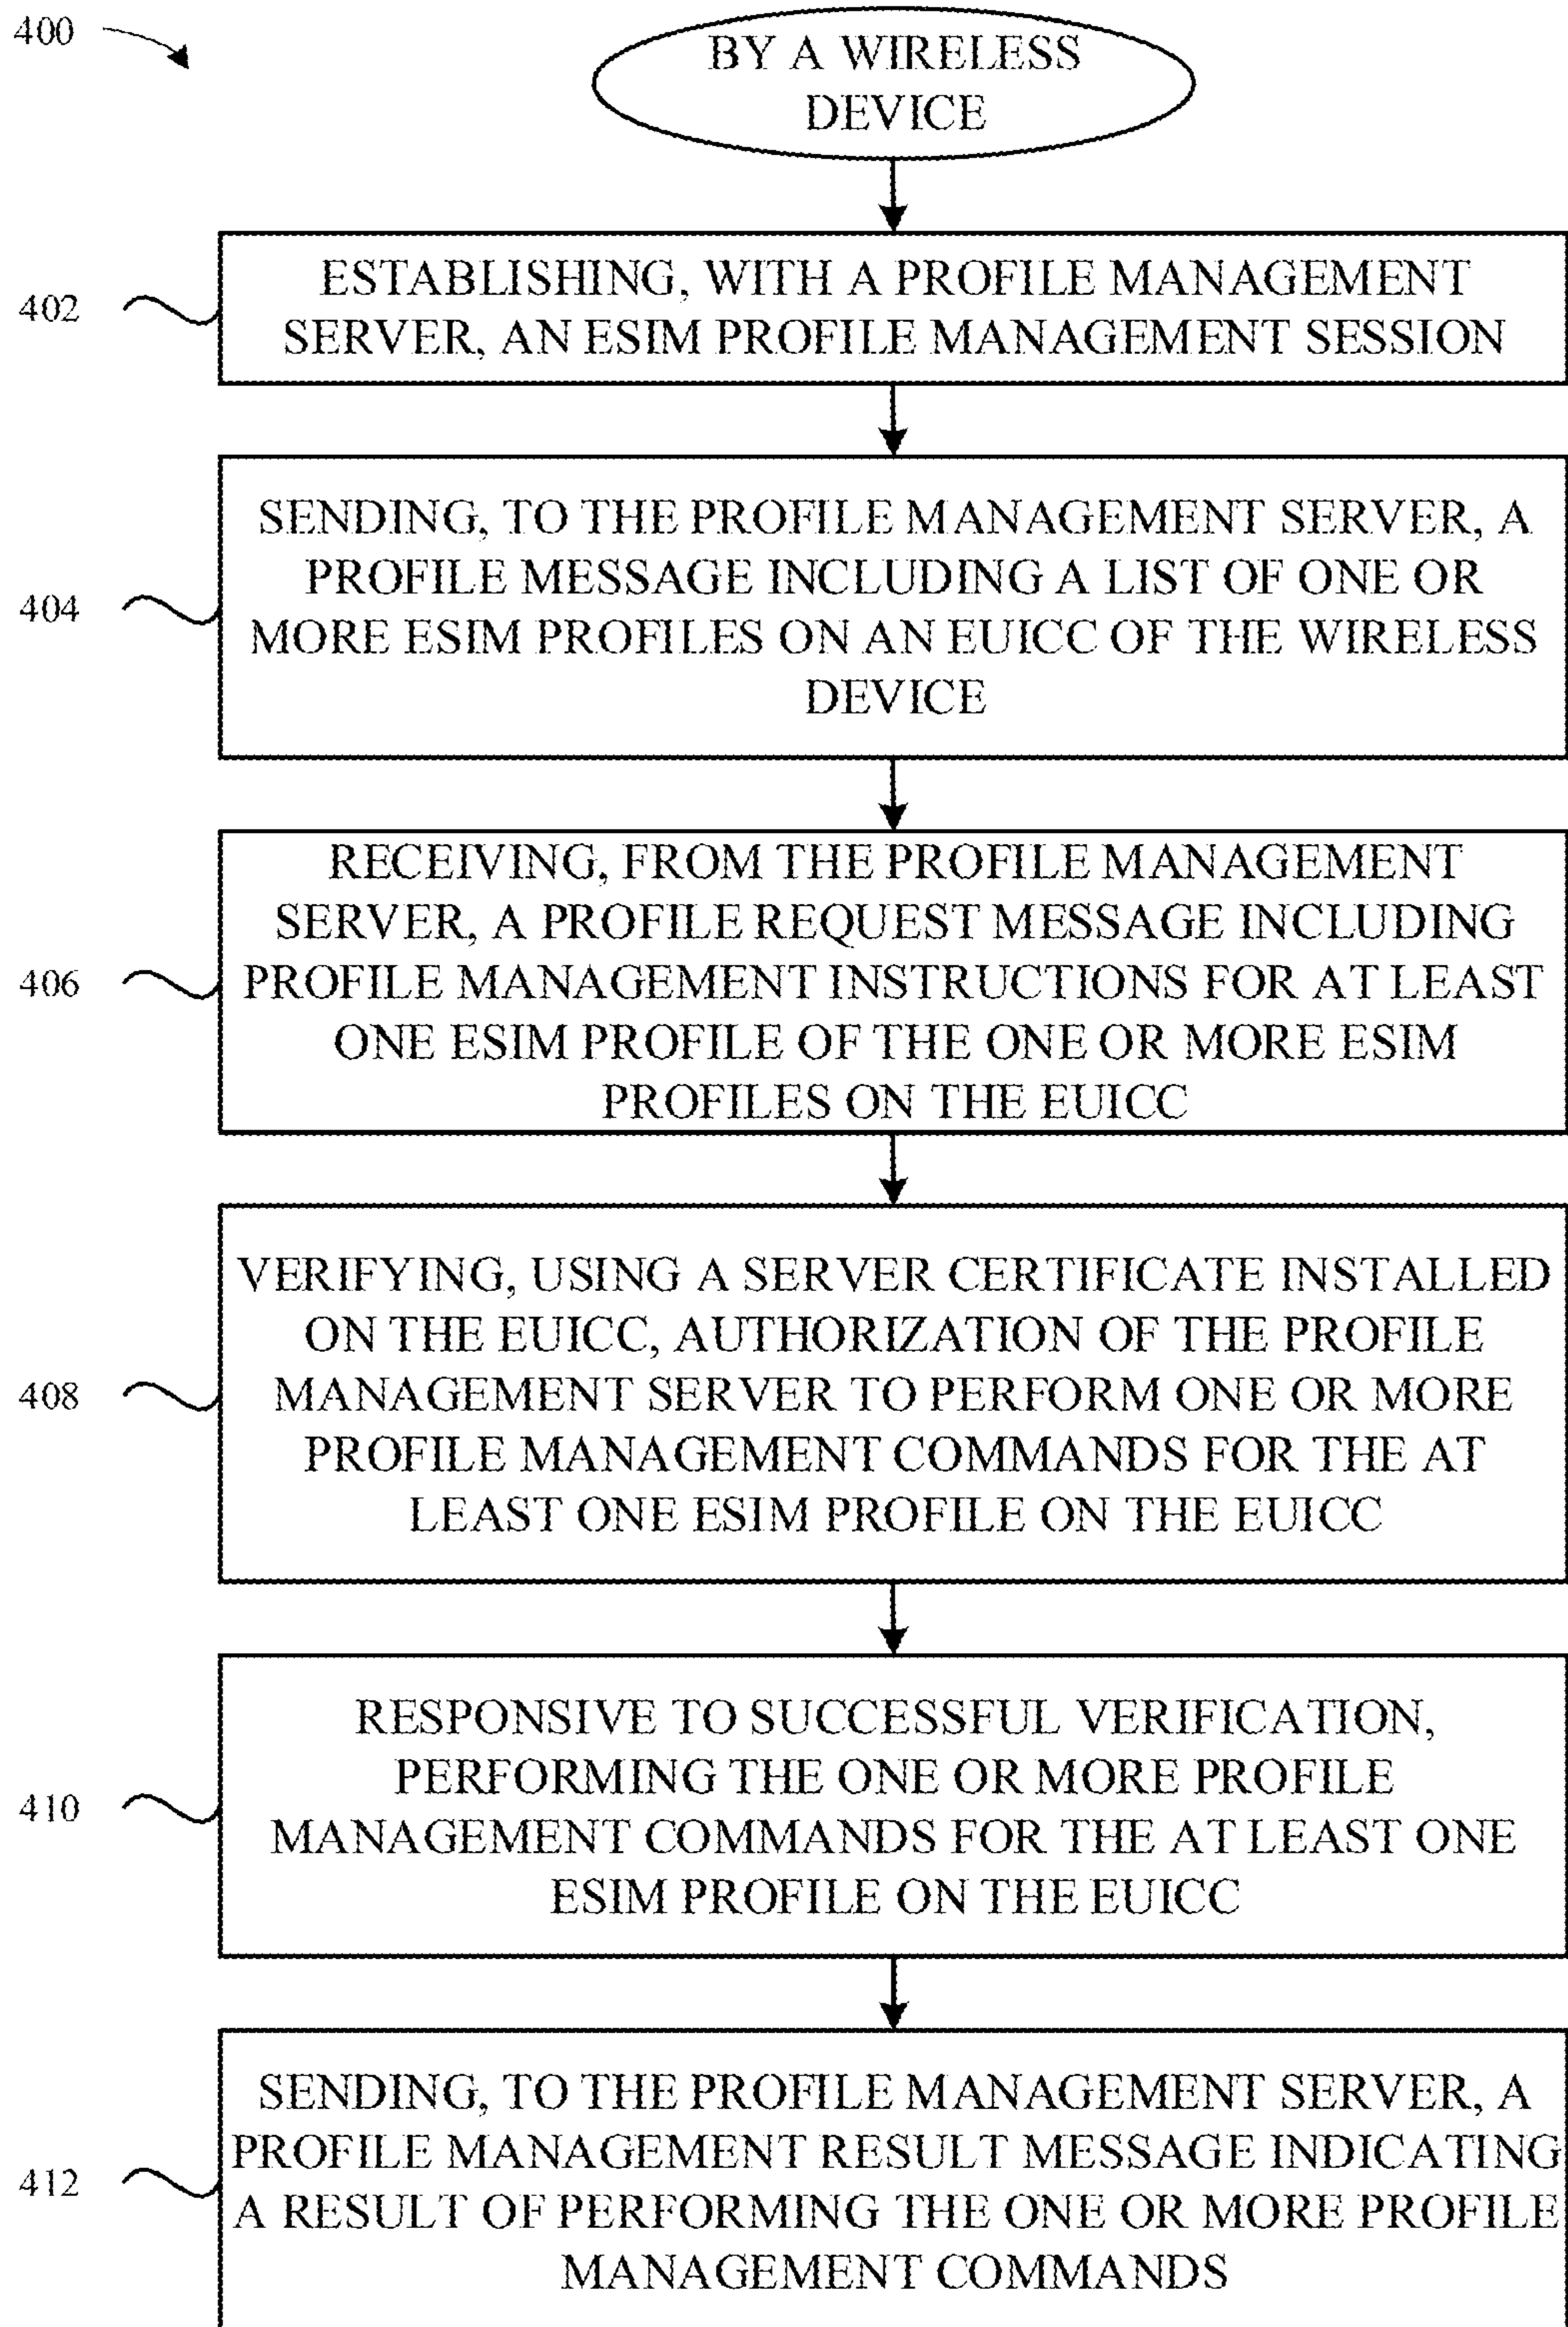 400
BY A WIRELESS
DEVICE
402
ESTABLISHING, WITH A PROFILE MANAGEMENT
SERVER, AN ESIM PROFILE MANAGEMENT SESSION
404
SENDING, TO THE PROFILE MANAGEMENT SERVER, A
PROFILE MESSAGE INCLUDING A LIST OF ONE OR
MORE ESIM PROFILES ON AN EUICC OF THE WIRELESS
DEVICE
406
RECEIVING, FROM THE PROFILE MANAGEMENT
SERVER, A PROFILE REQUEST MESSAGE INCLUDING
PROFILE MANAGEMENT INSTRUCTIONS FOR AT LEAST
ONE ESIM PROFILE OF THE ONE OR MORE ESIM
PROFILES ON THE EUICC
408
VERIFYING, USING A SERVER CERTIFICATE INSTALLED
ON THE EUICC, AUTHORIZATION OF THE PROFILE
MANAGEMENT SERVER TO PERFORM ONE OR MORE
PROFILE MANAGEMENT COMMANDS FOR THE AT
LEAST ONE ESIM PROFILE ON THE EUICC
410
RESPONSIVE TO SUCCESSFUL VERIFICATION,
PERFORMING THE ONE OR MORE PROFILE
MANAGEMENT COMMANDS FOR THE AT LEAST ONE
ESIM PROFILE ON THE EUICC
412
SENDING, TO THE PROFILE MANAGEMENT SERVER, A
PROFILE MANAGEMENT RESULT MESSAGE INDICATING
A RESULT OF PERFORMING THE ONE OR MORE PROFILE
MANAGEMENT COMMANDS